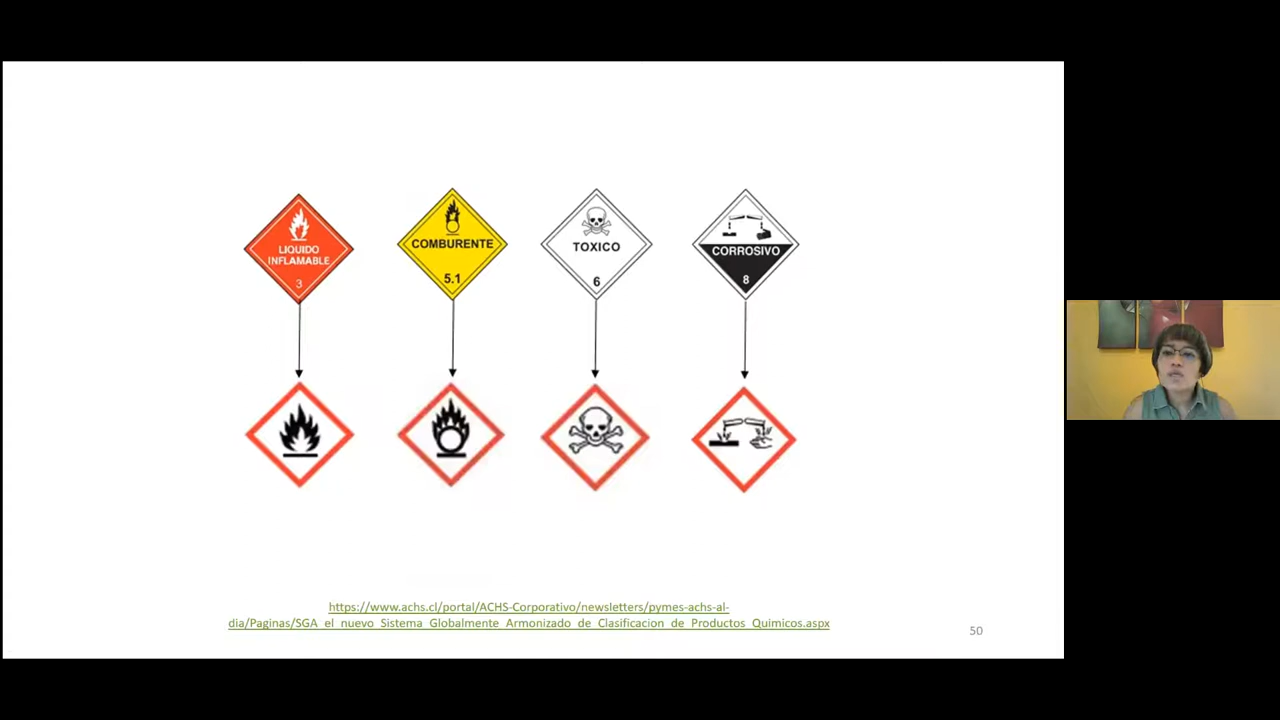 LIQUIDO
INFLAMABLE
3
COMBURENTE
5.1
TOXICO
6
CORROSIVO
8
https://www.achs.cl/portal/ACHS-Corporativo/newsletters/pymes-achs-al-
dia/Paginas/SGA_el_nuevo_Sistema_Globalmente_Armonizado_de_Clasificacion_de_Productos_Quimicos.aspx
50